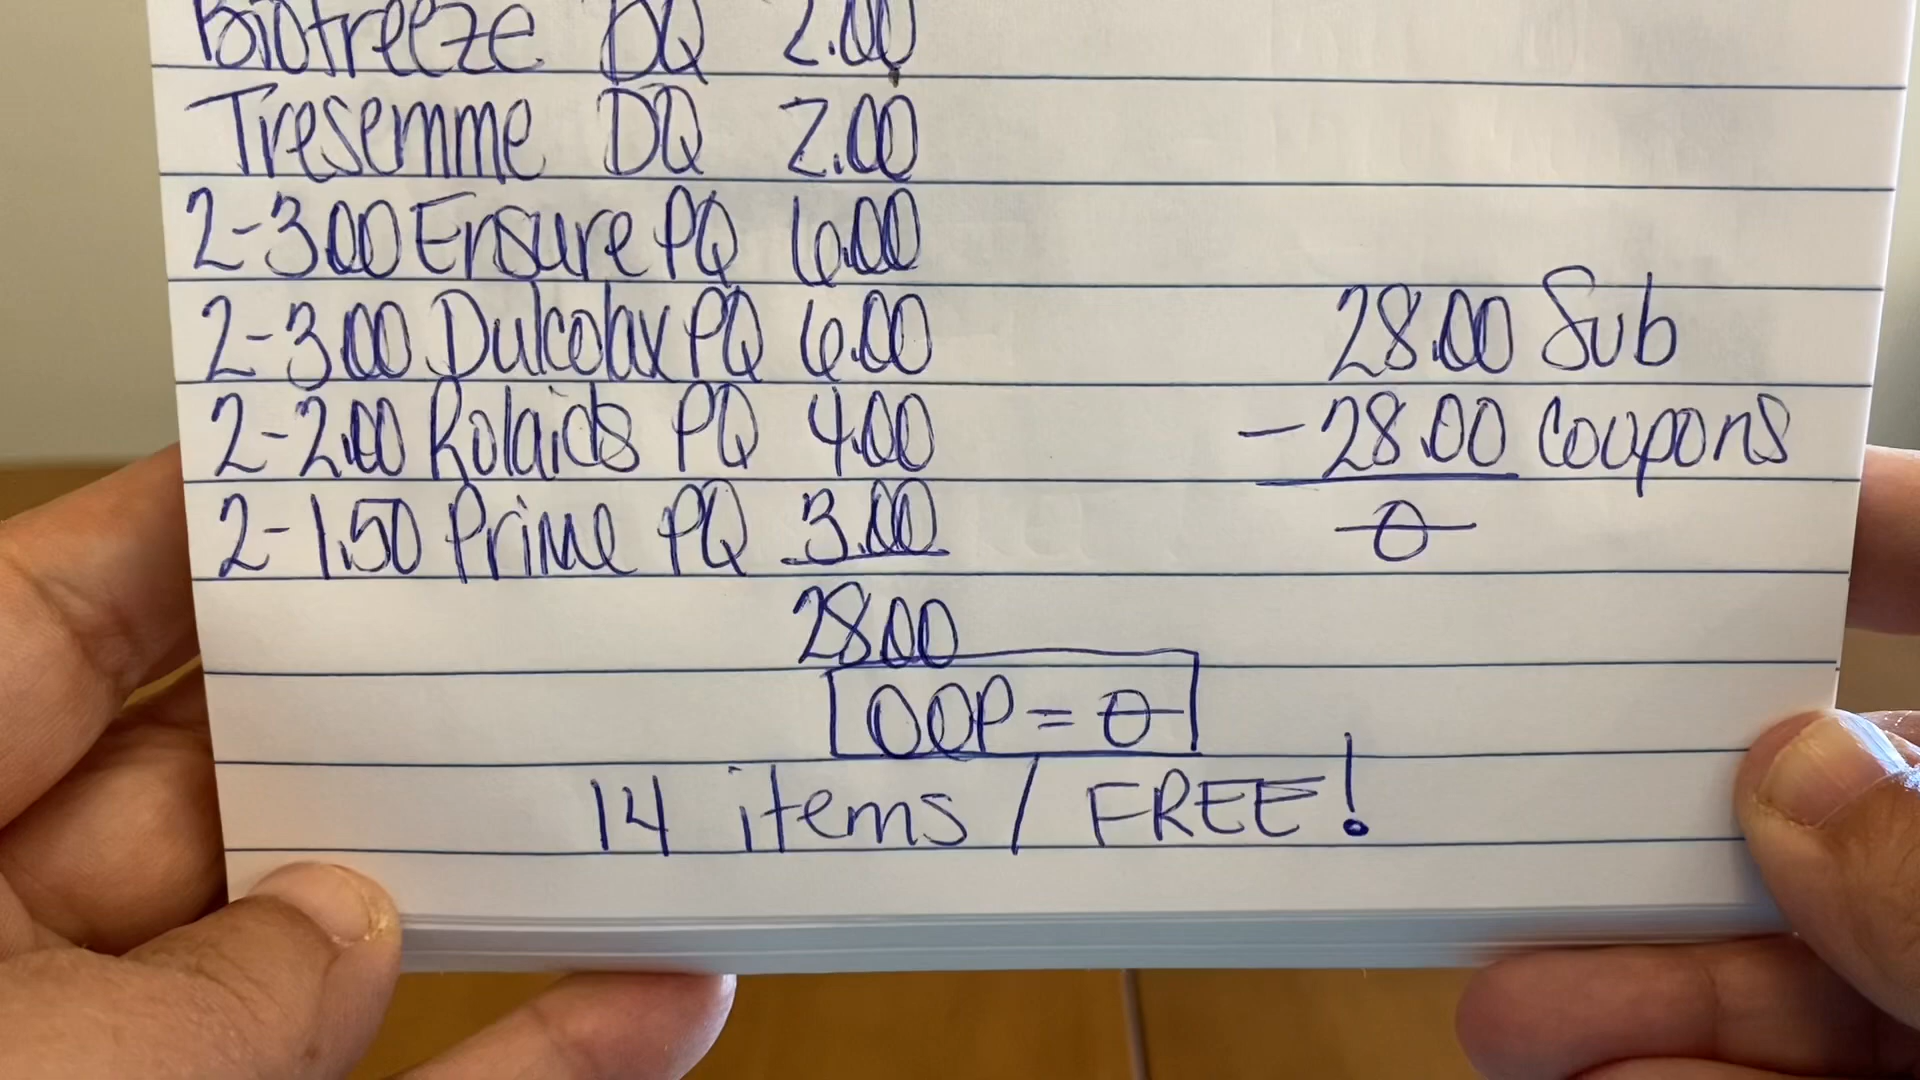 Biofreeze DQ 2.00
Tresemme DQ 2.00
2-3.00 Ensure PQ 6.00
2-3.00 Dulcolax PQ 6.00
2-2.00 Rolaids PQ 4.00
2-1.50 Prime PQ 3.00
28.00
28.00 Sub
-28.00 Coupons
0
OOP = 0
14 items / FREE!